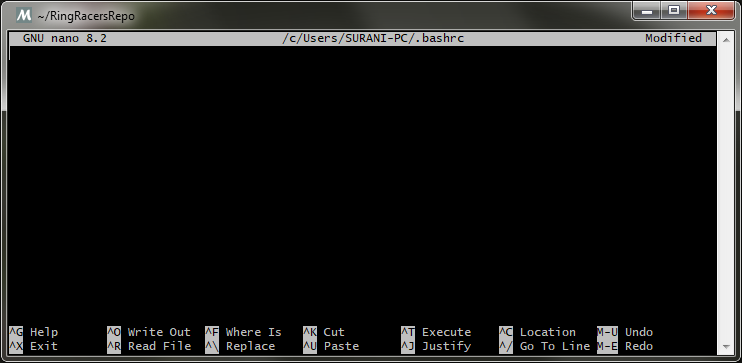 M ~/RingRacersRepo
GNU nano 8.2 /c/Users/SURANI-PC/.bashrc Modified
^G Help ^O Write Out ^F Where Is ^K Cut ^T Execute ^C Location M-U Undo
^X Exit ^R Read File ^\ Replace ^U Paste ^J Justify ^/ Go To Line M-E Redo